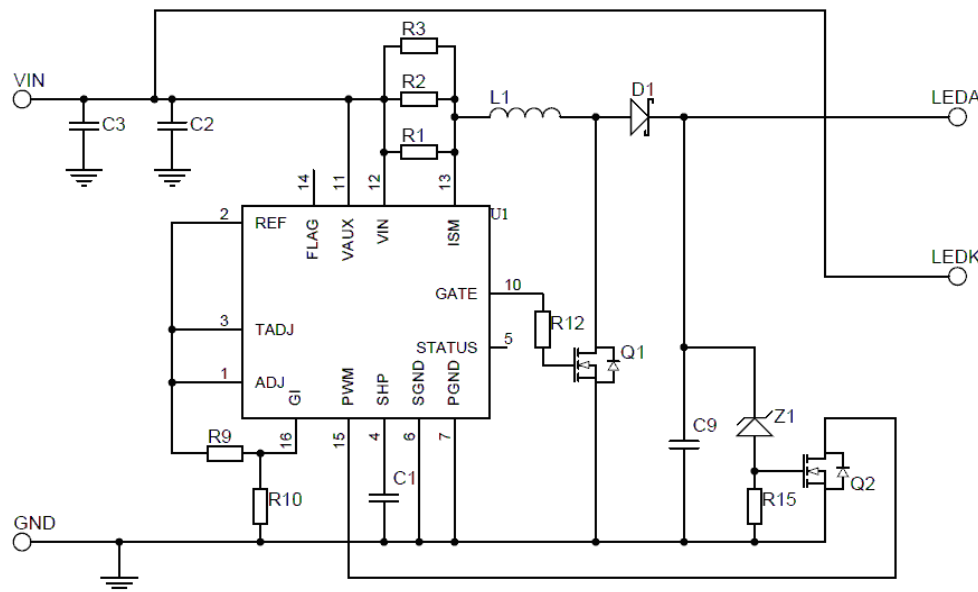 R3
VIN
R2
D1
L1
LEDA
C3
C2
R1
14
11
12
13
U1
2
REF
FLAG
VAUX
VIN
ISM
LEDK
GATE
10
R12
3
TADJ
STATUS
5
Q1
1
ADJ
GI
PWM
SHP
SGND
PGND
R9
16
15
4
6
7
C9
Z1
C1
R10
R15
Q2
GND